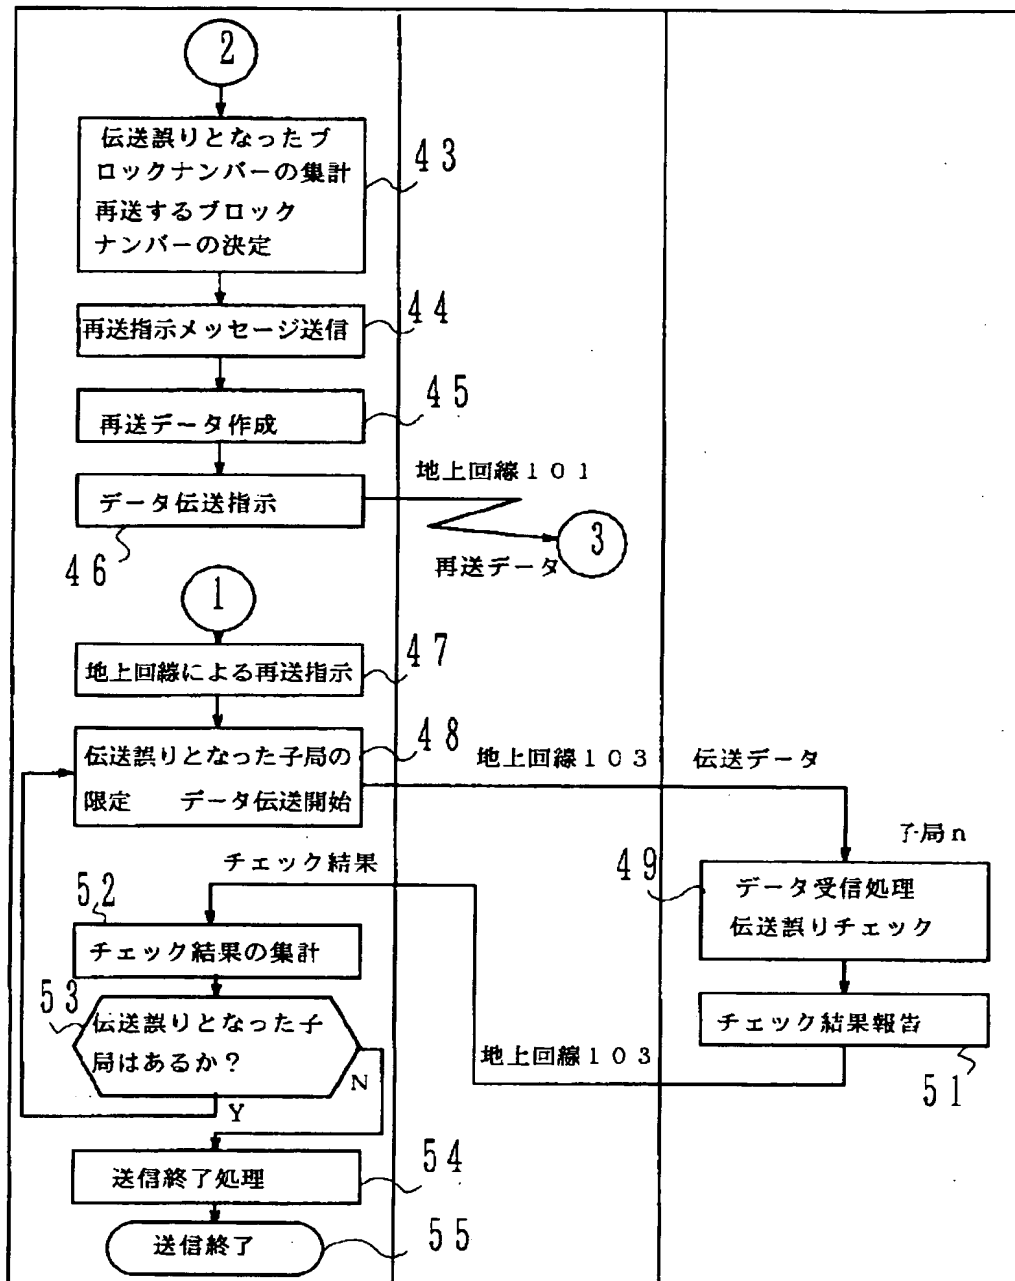 2
伝送誤りとなったブ
ロックナンバーの集計
再送するブロック
ナンバーの決定
43
再送指示メッセージ送信
44
再送データ作成
45
データ伝送指示
46
地上回線101
再送データ
3
1
地上回線による再送指示
47
伝送誤りとなった子局の
限定 データ伝送開始
48
地上回線103 伝送データ
子局n
49
データ受信処理
伝送誤りチェック
チェック結果
52
チェック結果の集計
チェック結果報告
51
53
伝送誤りとなった子
局はあるか?
地上回線103
N
Y
送信終了処理
54
送信終了
55